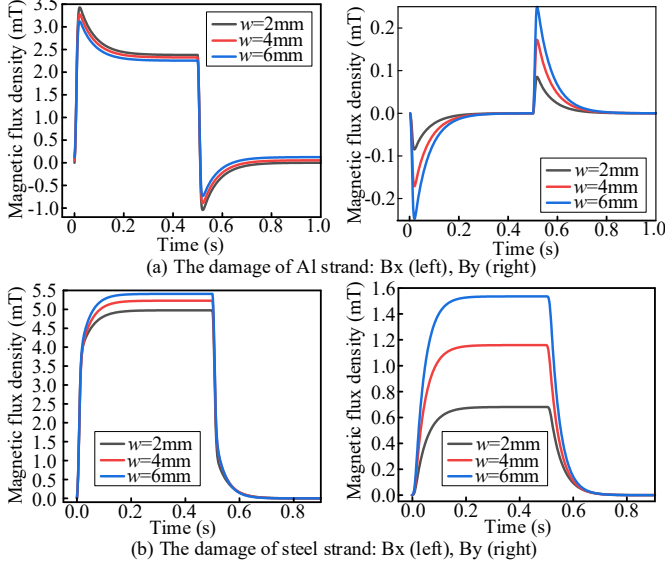 Magnetic flux density (mT)
3.5
3.0
2.5
2.0
1.5
1.0
0.5
0.0
-0.5
-1.0
w=2mm
w=4mm
w=6mm
0 0.2 0.4 0.6 0.8 1.0
Time (s)
Magnetic flux density (mT)
0.2
0.1
0.0
-0.1
-0.2
w=2mm
w=4mm
w=6mm
0.0 0.2 0.4 0.6 0.8 1.0
Time (s)
(a) The damage of Al strand: Bx (left), By (right)
Magnetic flux density (mT)
5.5
5.0
4.5
4.0
3.5
3.0
2.5
2.0
1.5
1.0
0.5
0.0
w=2mm
w=4mm
w=6mm
0.0 0.2 0.4 0.6 0.8
Time (s)
Magnetic flux density (mT)
1.6
1.4
1.2
1.0
0.8
0.6
0.4
0.2
0.0
w=2mm
w=4mm
w=6mm
0.0 0.2 0.4 0.6 0.8
Time (s)
(b) The damage of steel strand: Bx (left), By (right)